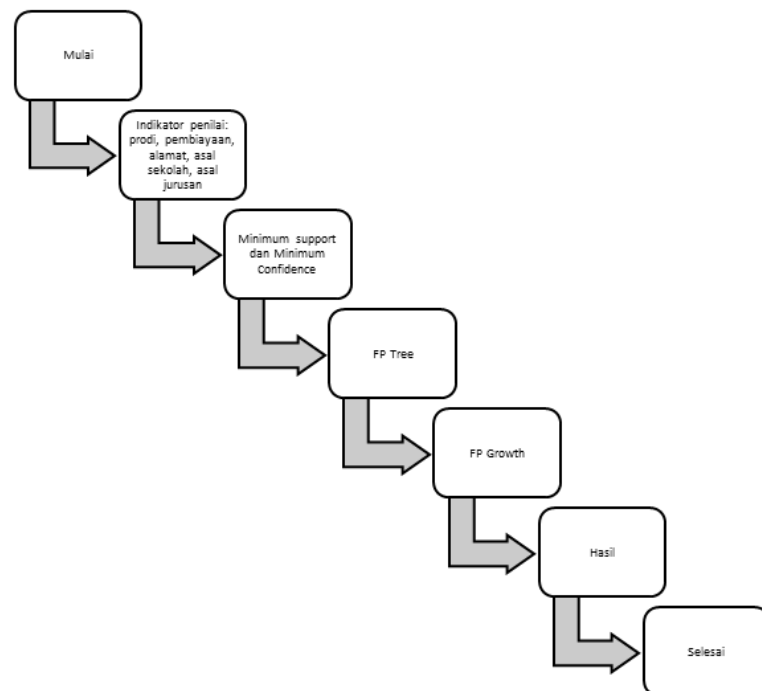 Mulai
Indikator penilai:
prodi, pembiayaan,
alamat, asal
sekolah, asal
jurusan
Minimum support
dan Minimum
Confidence
FP Tree
FP Growth
Hasil
Selesai